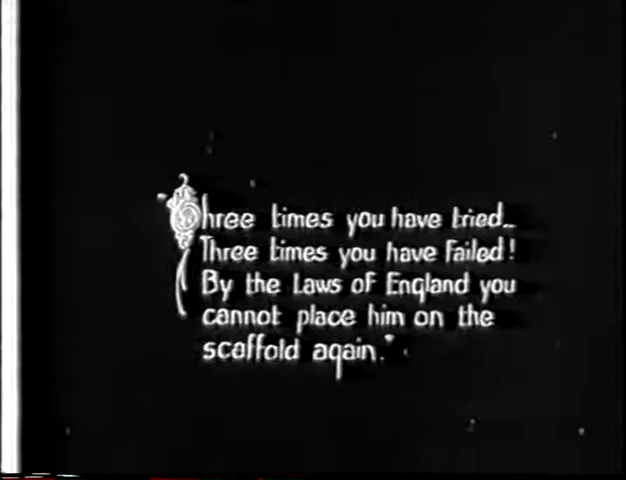 Three times you have tried..
Three times you have failed!
By the Laws of England you
cannot place him on the
scaffold again."